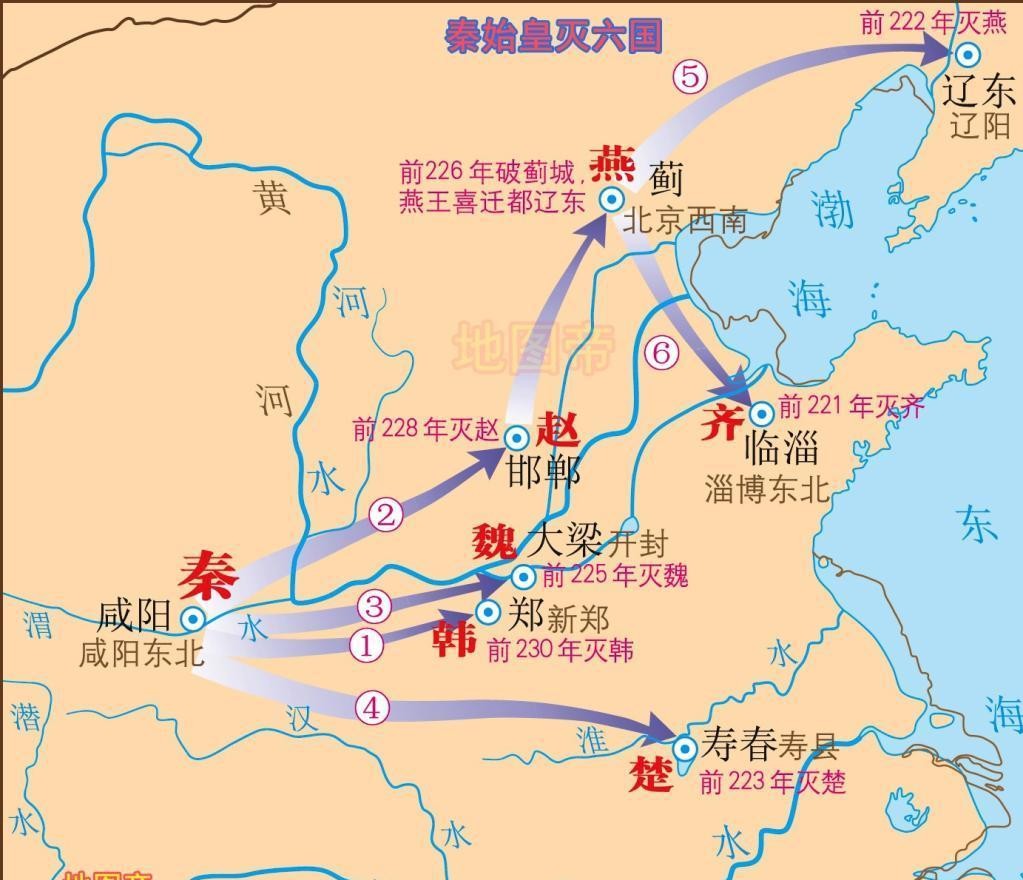 秦始皇灭六国
前222年灭燕
⑤
辽东
辽阳
前226年破蓟城，
燕王喜迁都辽东
燕
蓟
北京西南
黄
河
河
水
渤
海
地图帝
⑥
前228年灭赵
赵
邯郸
齐
前221年灭齐
临淄
淄博东北
②
魏
大梁开封
前225年灭魏
东
海
秦
咸阳
咸阳东北
渭
水
③
①
韩
郑新郑
前230年灭韩
④
潜
水
汉
水
淮
水
楚
寿春寿县
前223年灭楚
水
地图帝